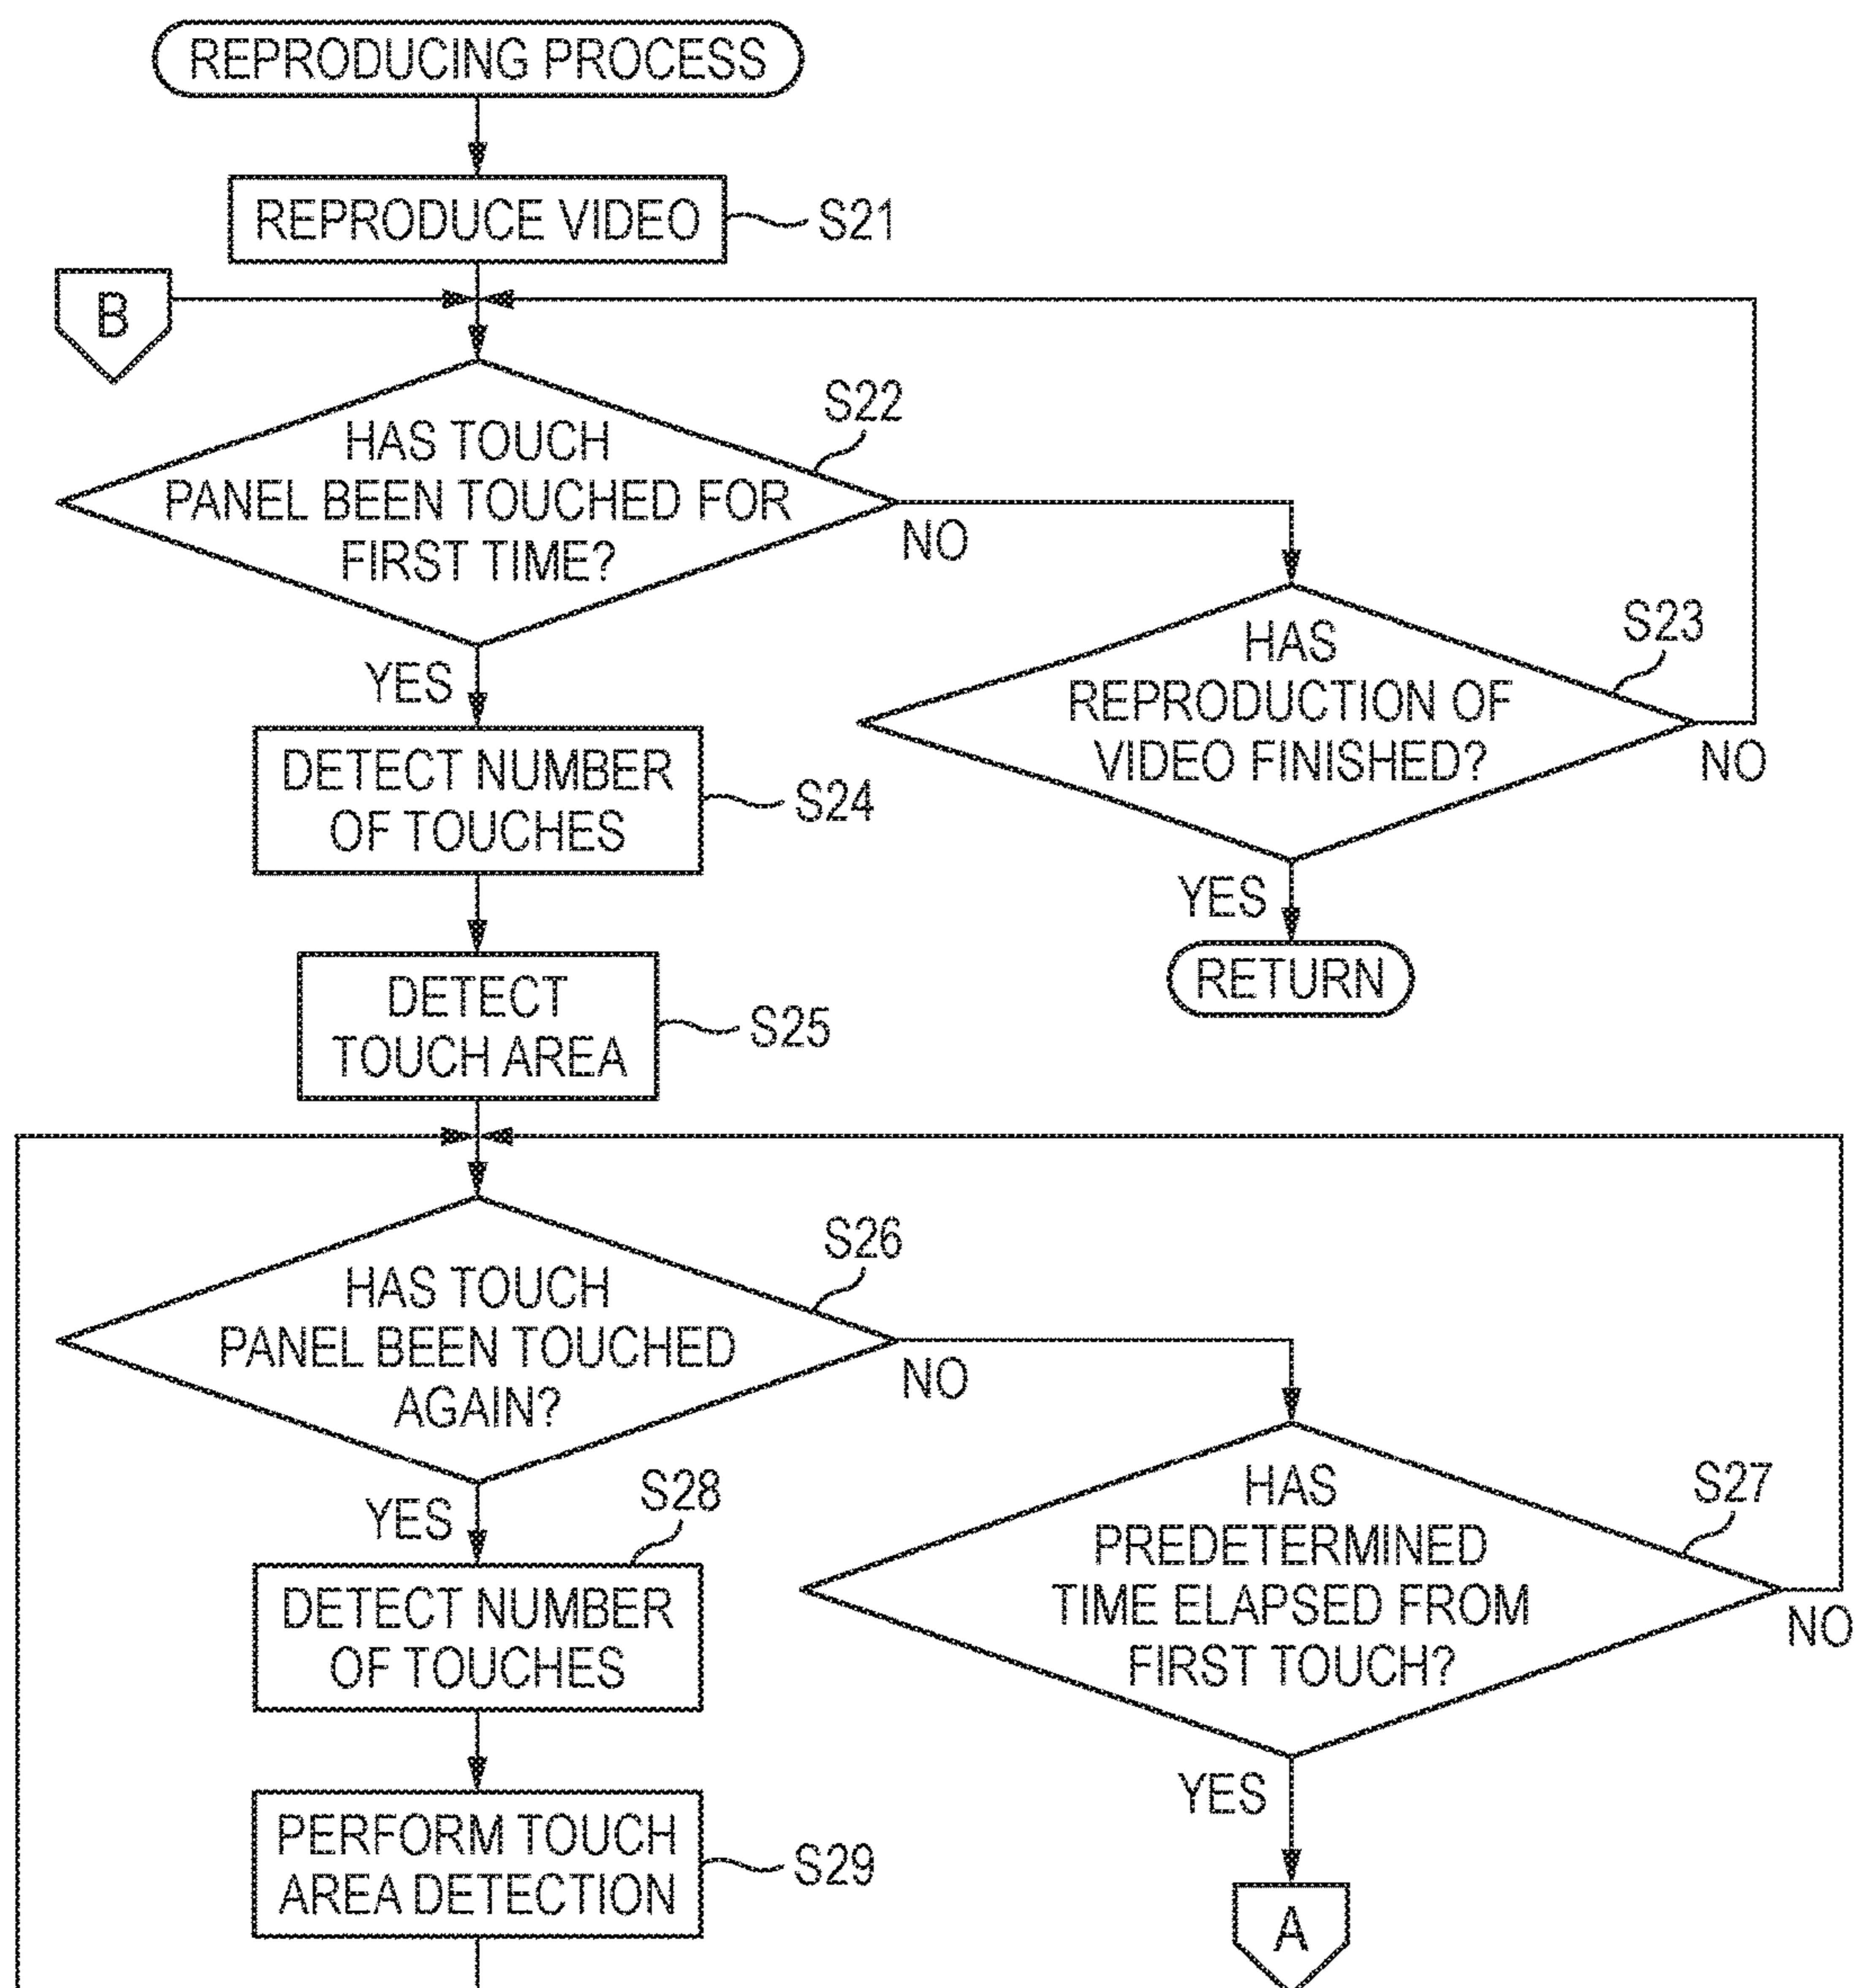 REPRODUCING PROCESS
REPRODUCE VIDEO
S21
B
HAS TOUCH
PANEL BEEN TOUCHED FOR
FIRST TIME?
S22
NO
YES
HAS
REPRODUCTION OF
VIDEO FINISHED?
S23
NO
YES
RETURN
DETECT NUMBER
OF TOUCHES
S24
DETECT
TOUCH AREA
S25
HAS TOUCH
PANEL BEEN TOUCHED
AGAIN?
S26
NO
YES
HAS
PREDETERMINED
TIME ELAPSED FROM
FIRST TOUCH?
S27
NO
YES
A
S28
DETECT NUMBER
OF TOUCHES
PERFORM TOUCH
AREA DETECTION
S29